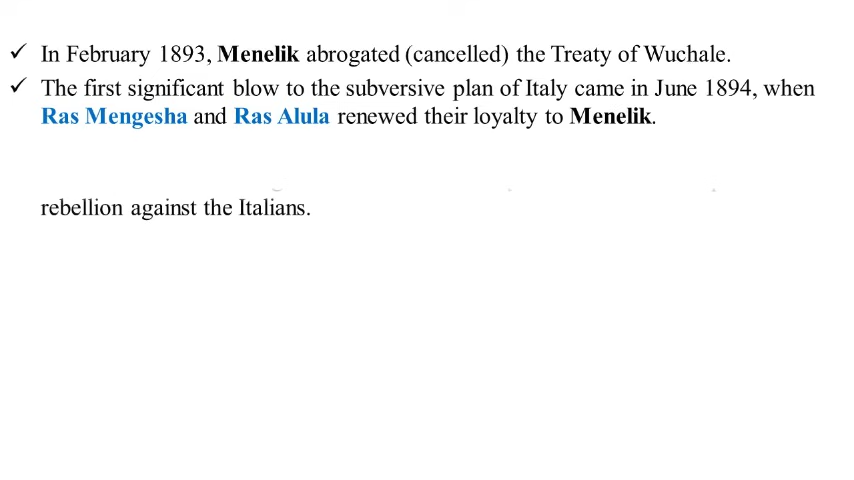 ✓ In February 1893, Menelik abrogated (cancelled) the Treaty of Wuchale.
✓ The first significant blow to the subversive plan of Italy came in June 1894, when
Ras Mengesha and Ras Alula renewed their loyalty to Menelik.
rebellion against the Italians.